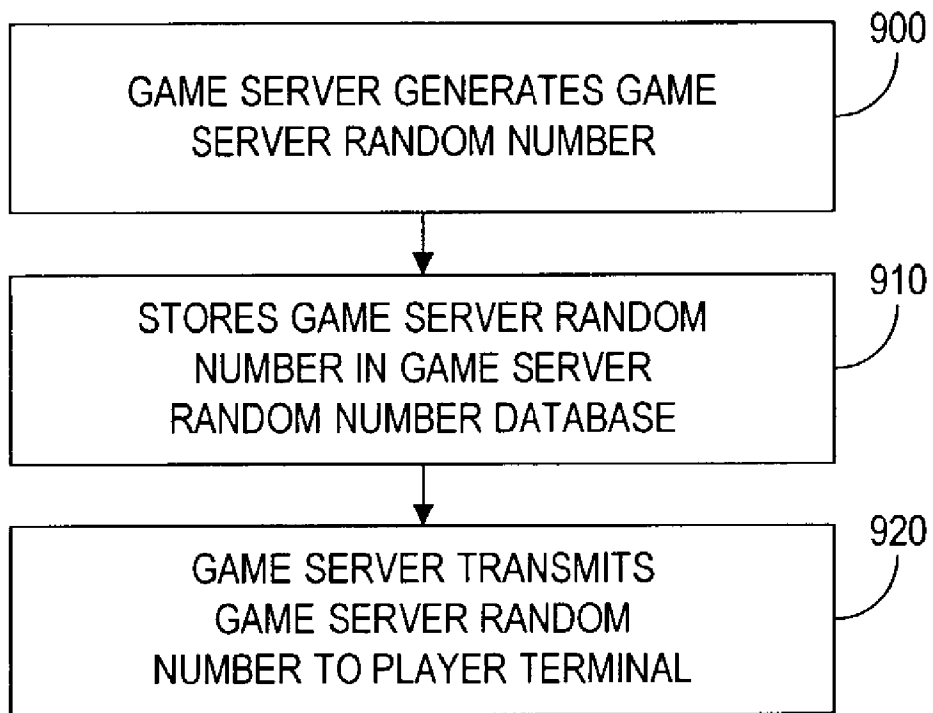 900
GAME SERVER GENERATES GAME
SERVER RANDOM NUMBER
910
STORES GAME SERVER RANDOM
NUMBER IN GAME SERVER
RANDOM NUMBER DATABASE
920
GAME SERVER TRANSMITS
GAME SERVER RANDOM
NUMBER TO PLAYER TERMINAL